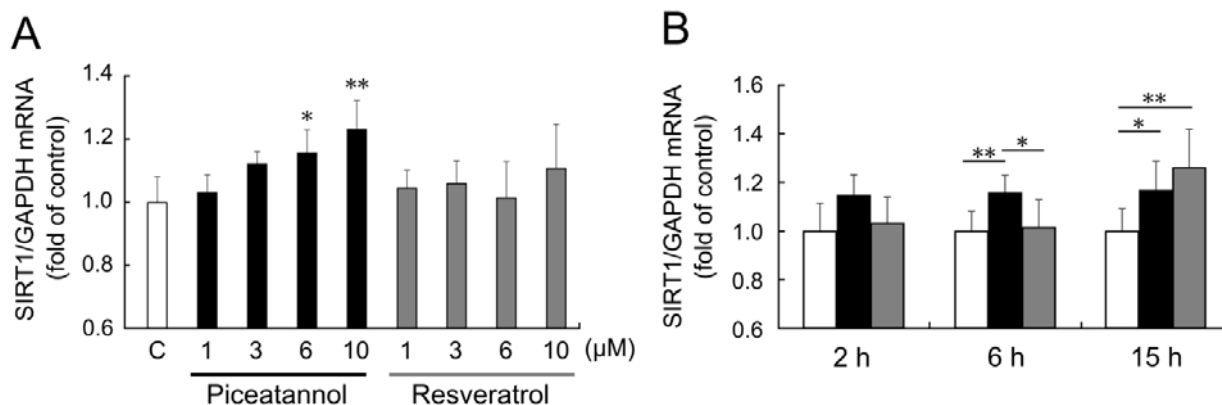 A
SIRT1/GAPDH mRNA
(fold of control)
1.4
1.2
1.0
0.8
0.6
*
**
C 1 3 6 10 1 3 6 10 (μM)
Piceatannol Resveratrol
B
SIRT1/GAPDH mRNA
(fold of control)
1.6
1.4
1.2
1.0
0.8
0.6
**
*
**
*
2 h 6 h 15 h